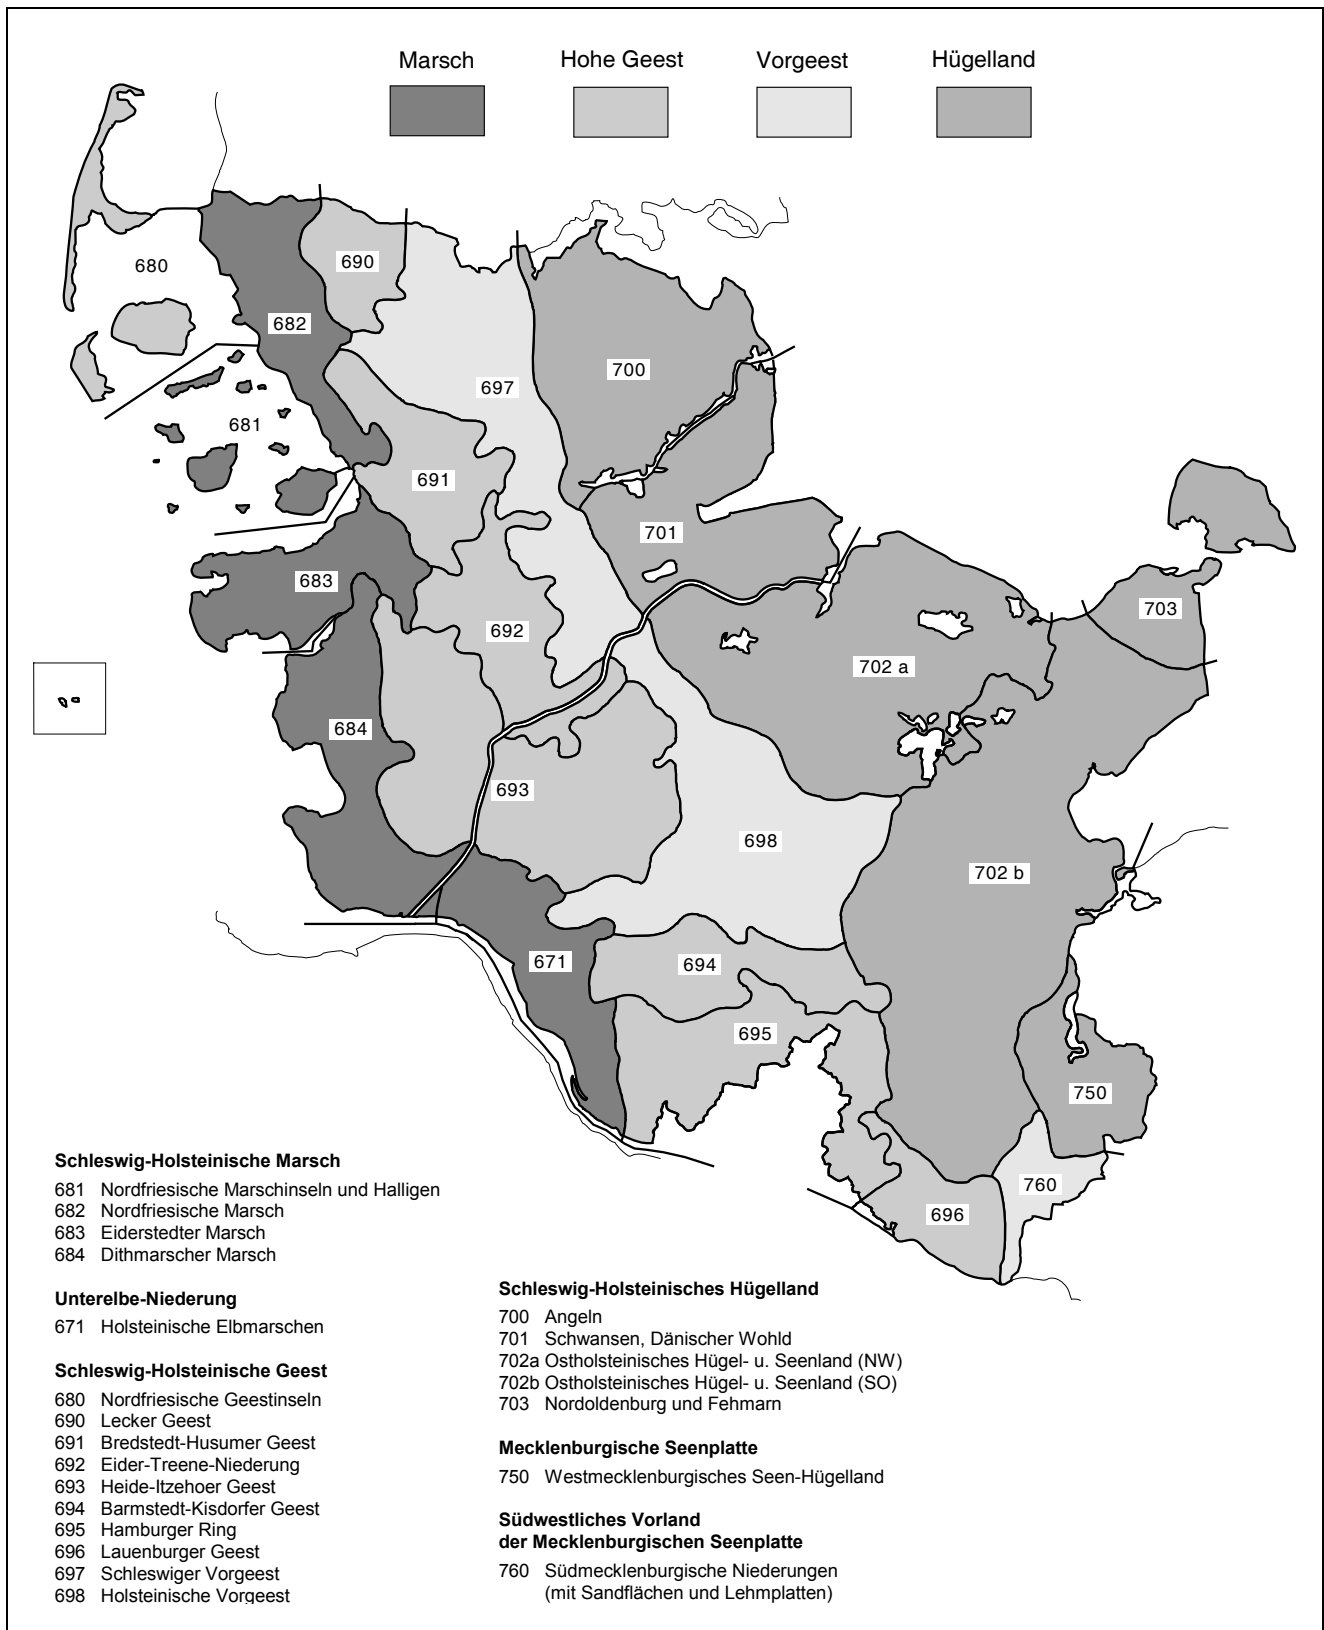 Marsch Hohe Geest Vorgeest Hügelland
680
690
682
700
697
681
691
701
683
703
692
702 a
684
693
698
702 b
671
694
695
750
760
696
Schleswig-Holsteinische Marsch
681 Nordfriesische Marschinseln und Halligen
682 Nordfriesische Marsch
683 Eiderstedter Marsch
684 Dithmarscher Marsch
Unterelbe-Niederung
671 Holsteinische Elbmarschen
Schleswig-Holsteinische Geest
680 Nordfriesische Geestinseln
690 Lecker Geest
691 Bredstedt-Husumer Geest
692 Eider-Treene-Niederung
693 Heide-Itzehoer Geest
694 Barmstedt-Kisdorfer Geest
695 Hamburger Ring
696 Lauenburger Geest
697 Schleswiger Vorgeest
698 Holsteinische Vorgeest
Schleswig-Holsteinisches Hügelland
700 Angeln
701 Schwansen, Dänischer Wohld
702a Ostholsteinisches Hügel- u. Seenland (NW)
702b Ostholsteinisches Hügel- u. Seenland (SO)
703 Nordoldenburg und Fehmarn
Mecklenburgische Seenplatte
750 Westmecklenburgisches Seen-Hügelland
Südwestliches Vorland
der Mecklenburgischen Seenplatte
760 Südmecklenburgische Niederungen
(mit Sandflächen und Lehmplatten)